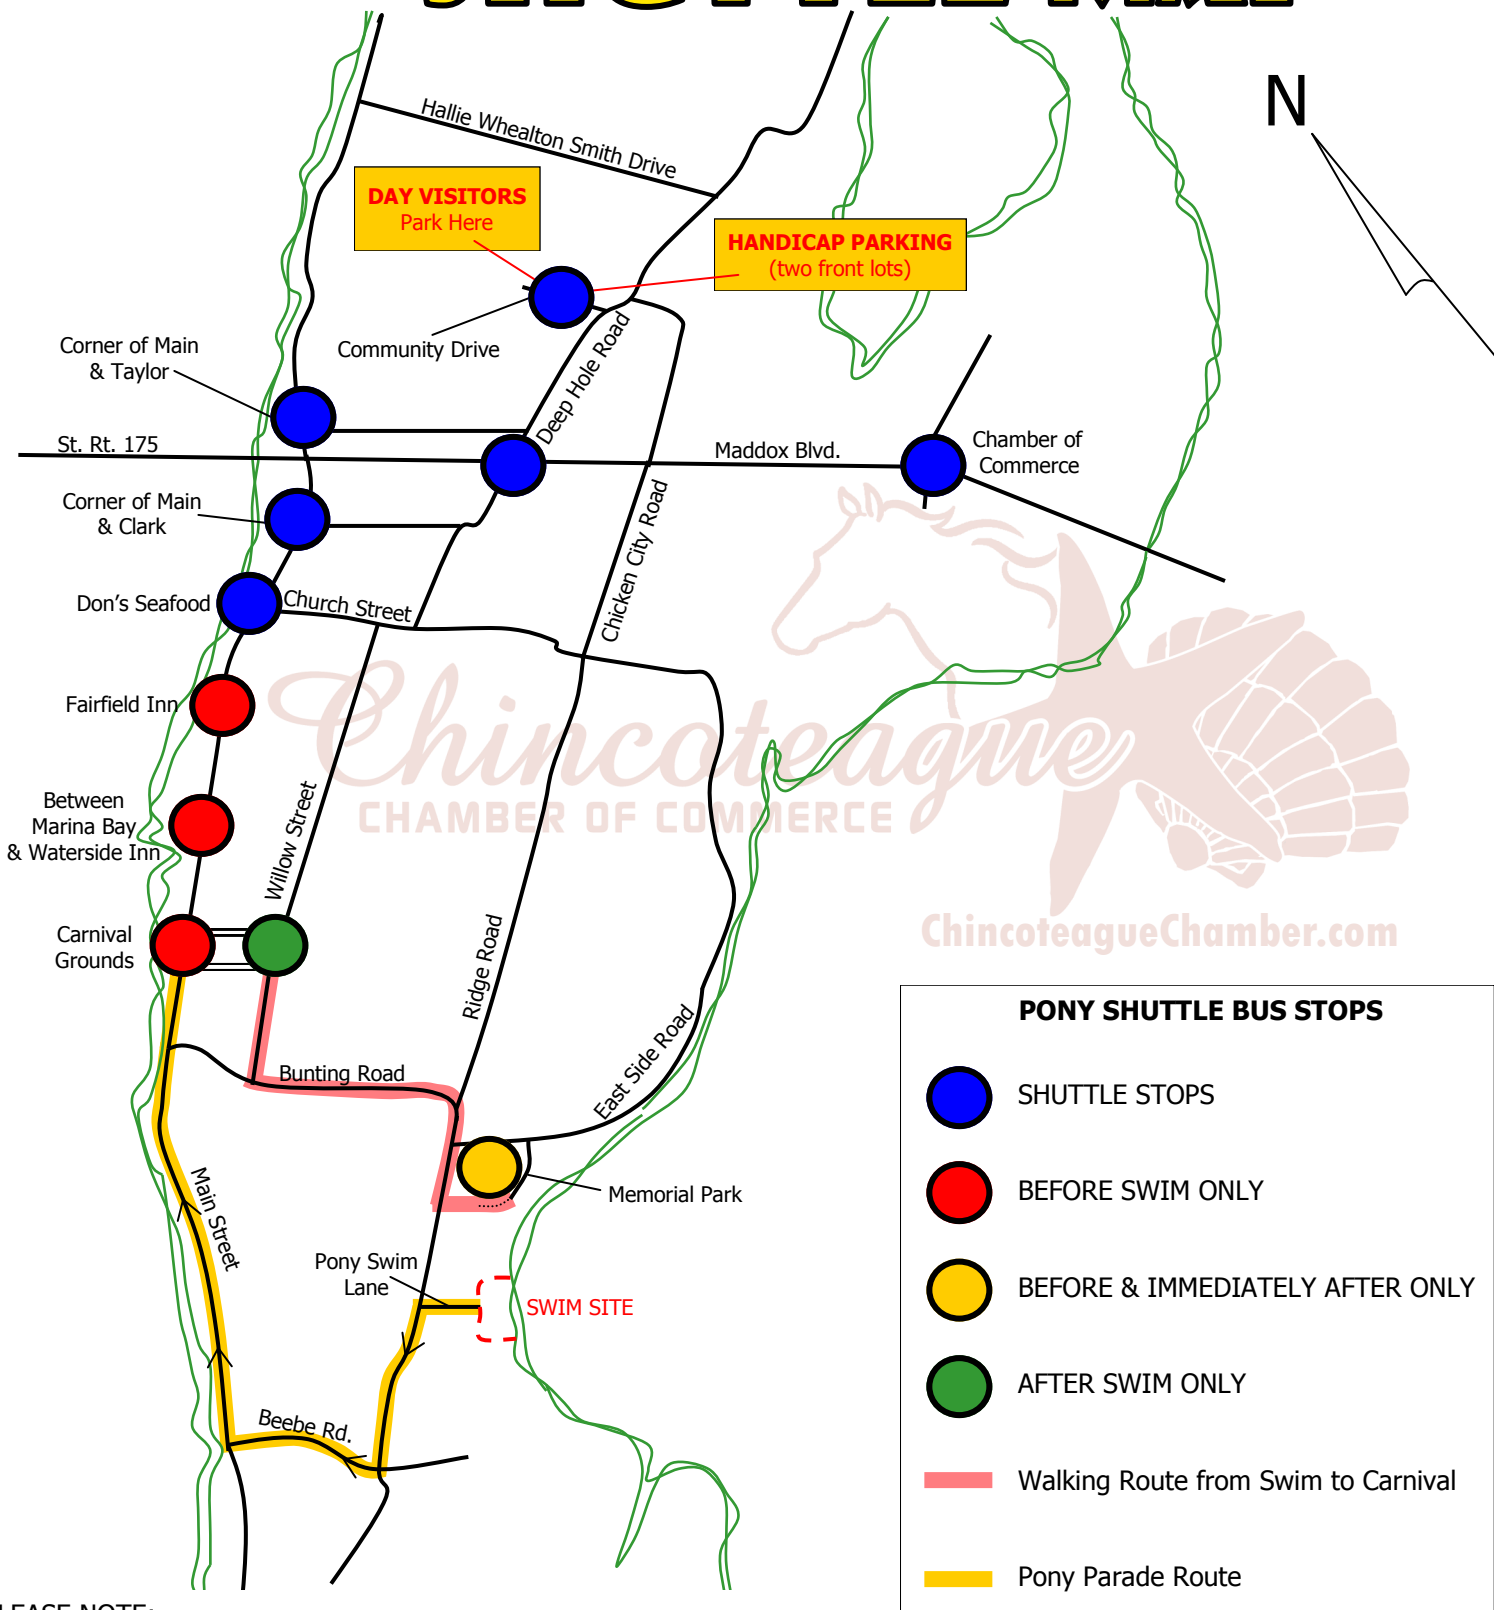 SHUTTLE MAP
N
Hallie Whealton Smith Drive
DAY VISITORS
Park Here
HANDICAP PARKING
(two front lots)
Community Drive
Deep Hole Road
Corner of Main
& Taylor
St. Rt. 175
Maddox Blvd.
Chamber of
Commerce
Corner of Main
& Clark
Chicken City Road
Don's Seafood
Church Street
Fairfield Inn
Chincoteague
CHAMBER OF COMMERCE
Between
Marina Bay
& Waterside Inn
Willow Street
ChincoteagueChamber.com
Carnival
Grounds
Ridge Road
East Side Road
Bunting Road
Main Street
Memorial Park
Pony Swim
Lane
SWIM SITE
Beebe Rd.
PONY SHUTTLE BUS STOPS
SHUTTLE STOPS
BEFORE SWIM ONLY
BEFORE & IMMEDIATELY AFTER ONLY
AFTER SWIM ONLY
Walking Route from Swim to Carnival
Pony Parade Route
LEASE NOTE: